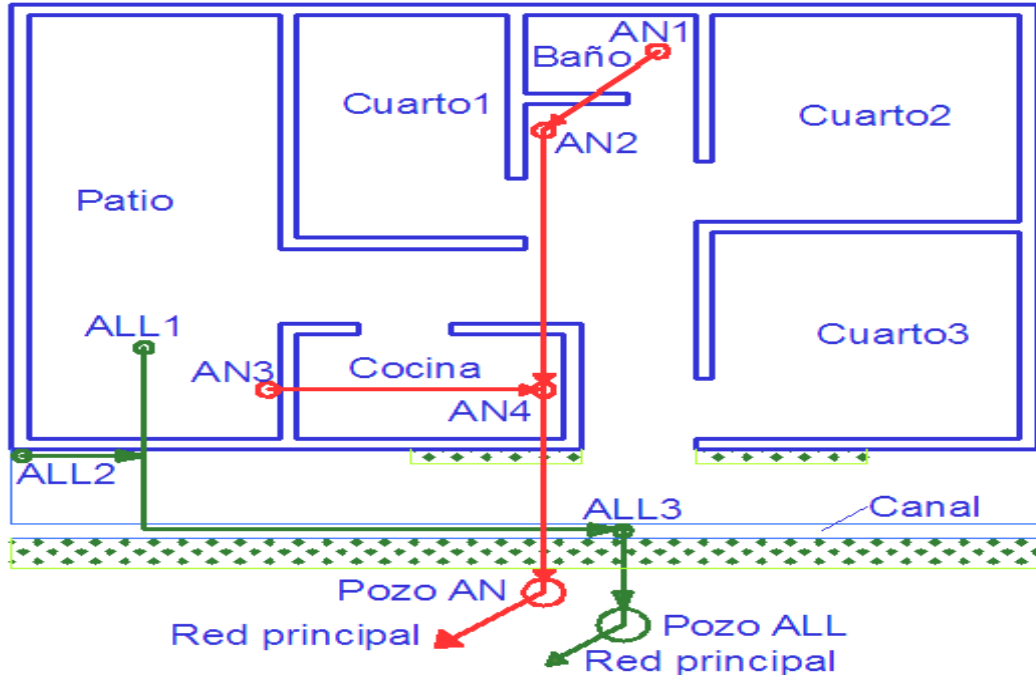 AN1
Baño
Cuarto1
Cuarto2
AN2
Patio
ALL1
Cuarto3
AN3
Cocina
AN4
ALL2
ALL3
Canal
Pozo AN
Red principal
Pozo ALL
Red principal